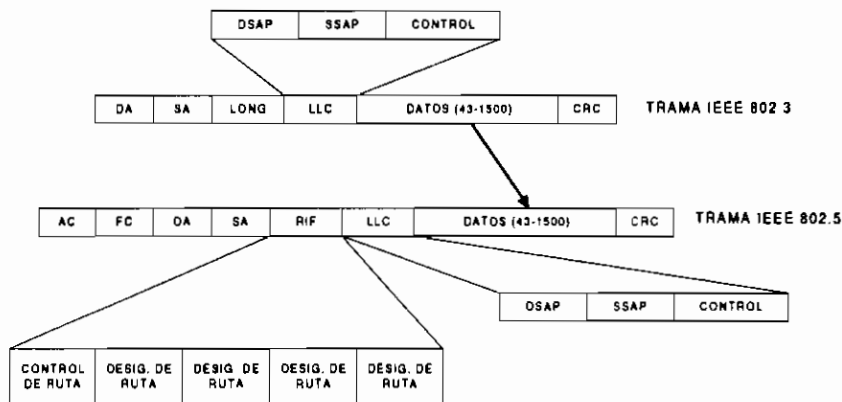 DSAP SSAP CONTROL
DA SA LONG LLC DATOS (43-1500) CRC TRAMA IEEE 802 3
AC FC DA SA RIF LLC DATOS (43-1500) CRC TRAMA IEEE 802.5
DSAP SSAP CONTROL
CONTROL DESIG. DE DESIG. DE DESIG. DE DESIG. DE
DE RUTA RUTA RUTA RUTA RUTA